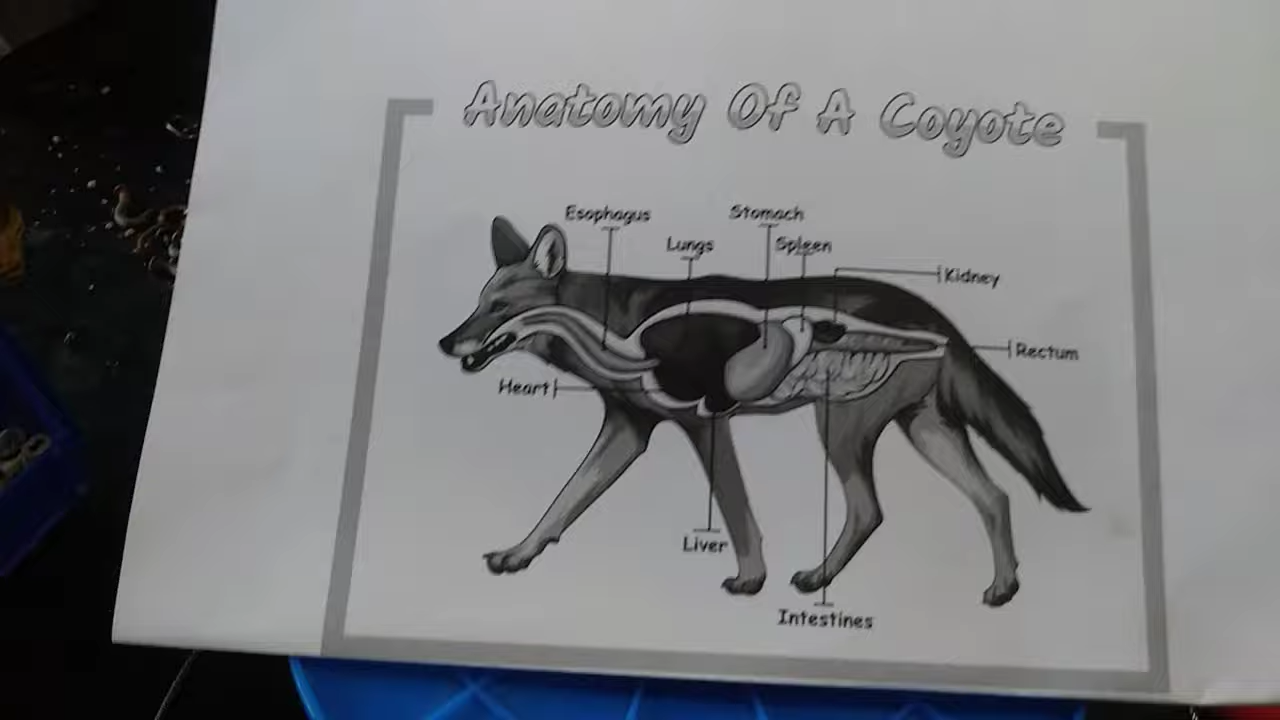 Anatomy Of A Coyote
Esophagus
Stomach
Lungs
Spleen
Kidney
Rectum
Heart
Liver
Intestines